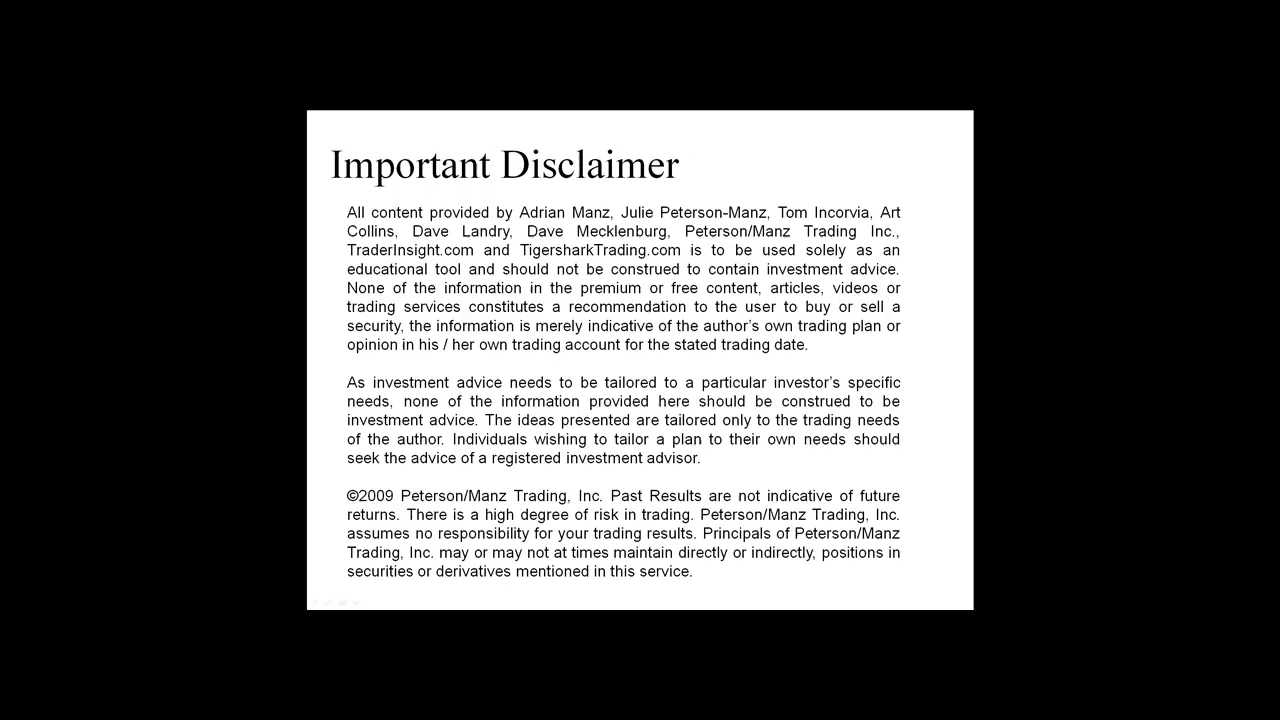 Important Disclaimer
All content provided by Adrian Manz, Julie Peterson-Manz, Tom Incorvia, Art
Collins, Dave Landry, Dave Mecklenburg, Peterson/Manz Trading Inc.,
TraderInsight.com and TigersharkTrading.com is to be used solely as an
educational tool and should not be construed to contain investment advice.
None of the information in the premium or free content, articles, videos or
trading services constitutes a recommendation to the user to buy or sell a
security, the information is merely indicative of the author’s own trading plan or
opinion in his / her own trading account for the stated trading date.
As investment advice needs to be tailored to a particular investor’s specific
needs, none of the information provided here should be construed to be
investment advice. The ideas presented are tailored only to the trading needs
of the author. Individuals wishing to tailor a plan to their own needs should
seek the advice of a registered investment advisor.
©2009 Peterson/Manz Trading, Inc. Past Results are not indicative of future
returns. There is a high degree of risk in trading. Peterson/Manz Trading, Inc.
assumes no responsibility for your trading results. Principals of Peterson/Manz
Trading, Inc. may or may not at times maintain directly or indirectly, positions in
securities or derivatives mentioned in this service.